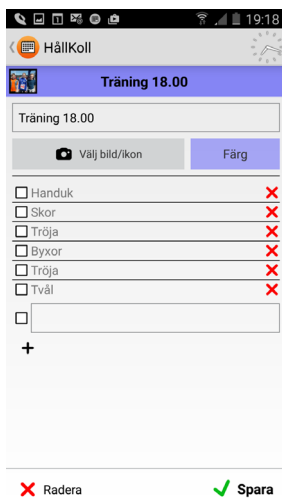 19:18
HållKoll
Träning 18.00
Träning 18.00
Välj bild/ikon
Färg
Handuk
Skor
Tröja
Byxor
Tröja
Tvål
+
Radera
Spara